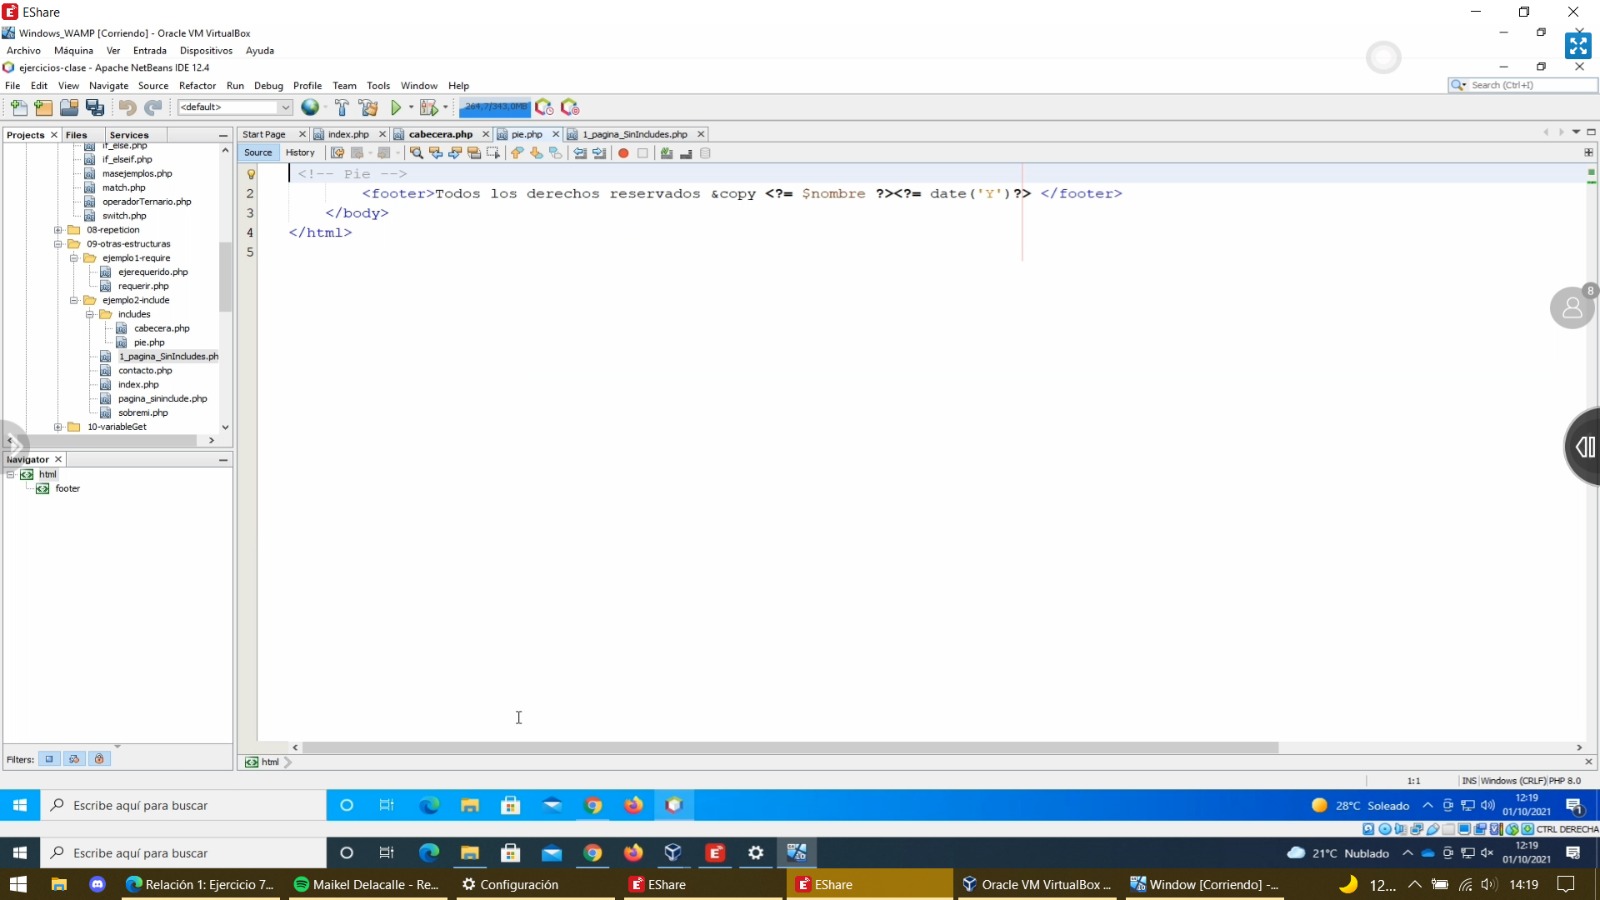 EShare
Windows_WAMP [Corriendo] - Oracle VM VirtualBox
Archivo Máquina Ver Entrada Dispositivos Ayuda
ejercicios-clase - Apache NetBeans IDE 12.4
File Edit View Navigate Source Refactor Run Debug Profile Team Tools Window Help
Search (Ctrl+I)
<default>
264.7/343.0MB
Projects Files Services
Start Page index.php cabecera.php pie.php 1_pagina_SinIncludes.php
Source History
if_else.php
if_elseif.php
masejemplos.php
match.php
operadorTernario.php
switch.php
08-repeticion
09-otras-estructuras
ejemplo1-require
ejerequerido.php
requerir.php
ejemplo2-include
includes
cabecera.php
pie.php
1_pagina_SinIncludes.ph
contacto.php
index.php
pagina_sininclude.php
sobremi.php
10-variableGet
<!-- Pie -->
2 <footer>Todos los derechos reservados &copy <?= $nombre ?><?= date('Y')?> </footer>
3 </body>
4 </html>
5
8
Navigator
html
footer
Filters:
html
1:1 INS Windows (CRLF) PHP 8.0
Escribe aquí para buscar
28°C Soleado
12:19
01/10/2021
1
CTRL DERECHA
Escribe aquí para buscar
21°C Nublado
12:19
01/10/2021
Relación 1: Ejercicio 7... Maikel Delacalle - Re... Configuración EShare EShare Oracle VM VirtualBox ... Window [Corriendo] -... 12... 14:19